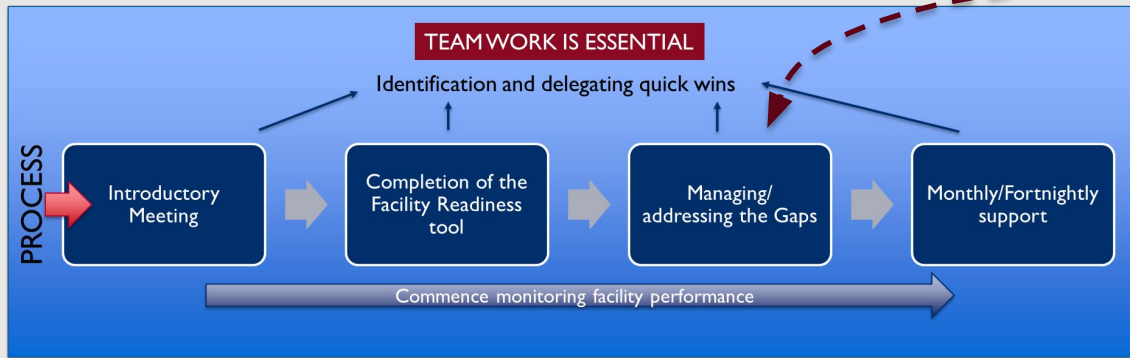 TEAM WORK IS ESSENTIAL
Identification and delegating quick wins
PROCESS
Introductory
Meeting
Completion of the
Facility Readiness
tool
Managing/
addressing the Gaps
Monthly/Fortnightly
support
Commence monitoring facility performance